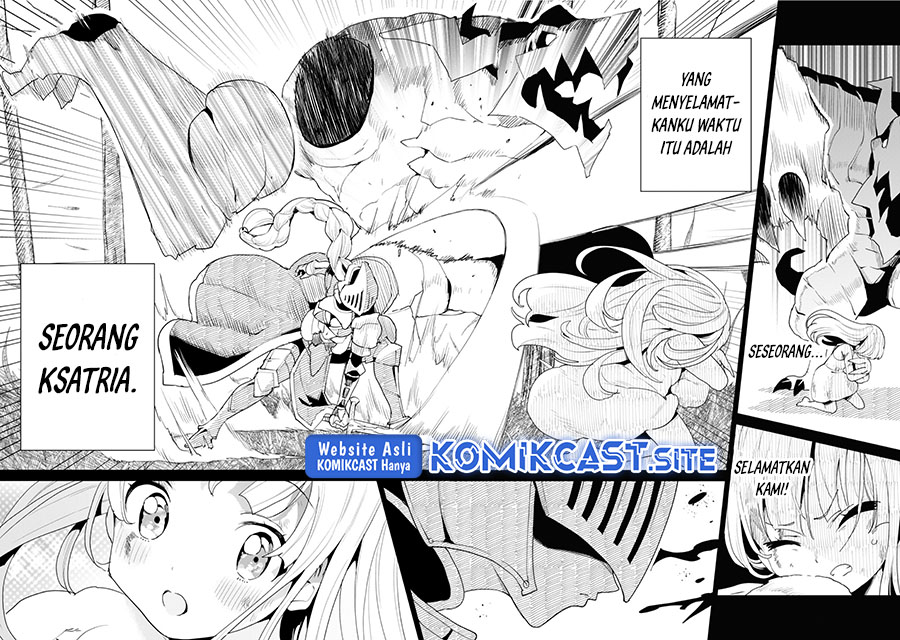 SESEORANG...!
SELAMATKAN
KAMI!
YANG
MENYELAMAT-
KANKU WAKTU
ITU ADALAH
SEORANG
KSATRIA.
Website Asli
KOMIKCAST Hanya
KOMIKCAST.SITE